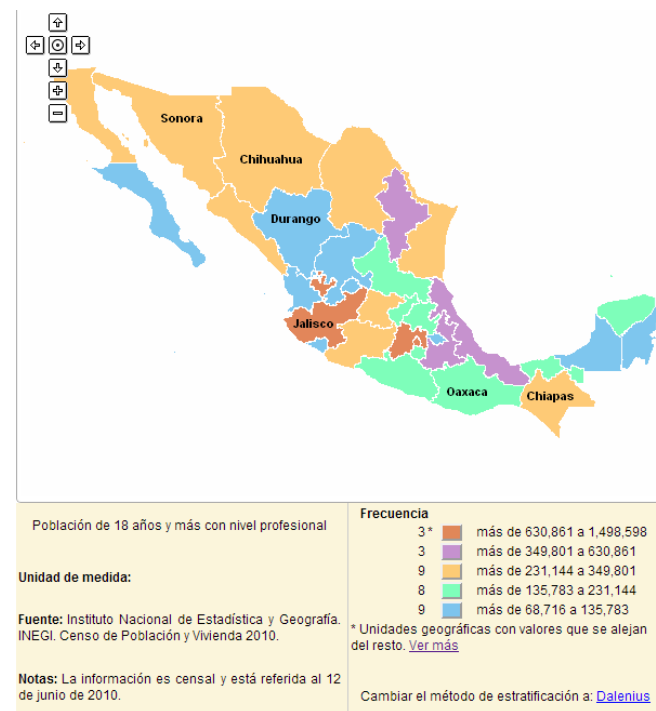 Sonora
Chihuahua
Durango
Jalisco
Oaxaca
Chiapas
Población de 18 años y más con nivel profesional
Unidad de medida:
Fuente: Instituto Nacional de Estadística y Geografía.
INEGI. Censo de Población y Vivienda 2010.
Notas: La información es censal y está referida al 12
de junio de 2010.
Frecuencia
3 * más de 630,861 a 1,498,598
3 más de 349,801 a 630,861
9 más de 231,144 a 349,801
8 más de 135,783 a 231,144
9 más de 68,716 a 135,783
* Unidades geográficas con valores que se alejan
del resto. Ver más
Cambiar el método de estratificación a: Dalenius